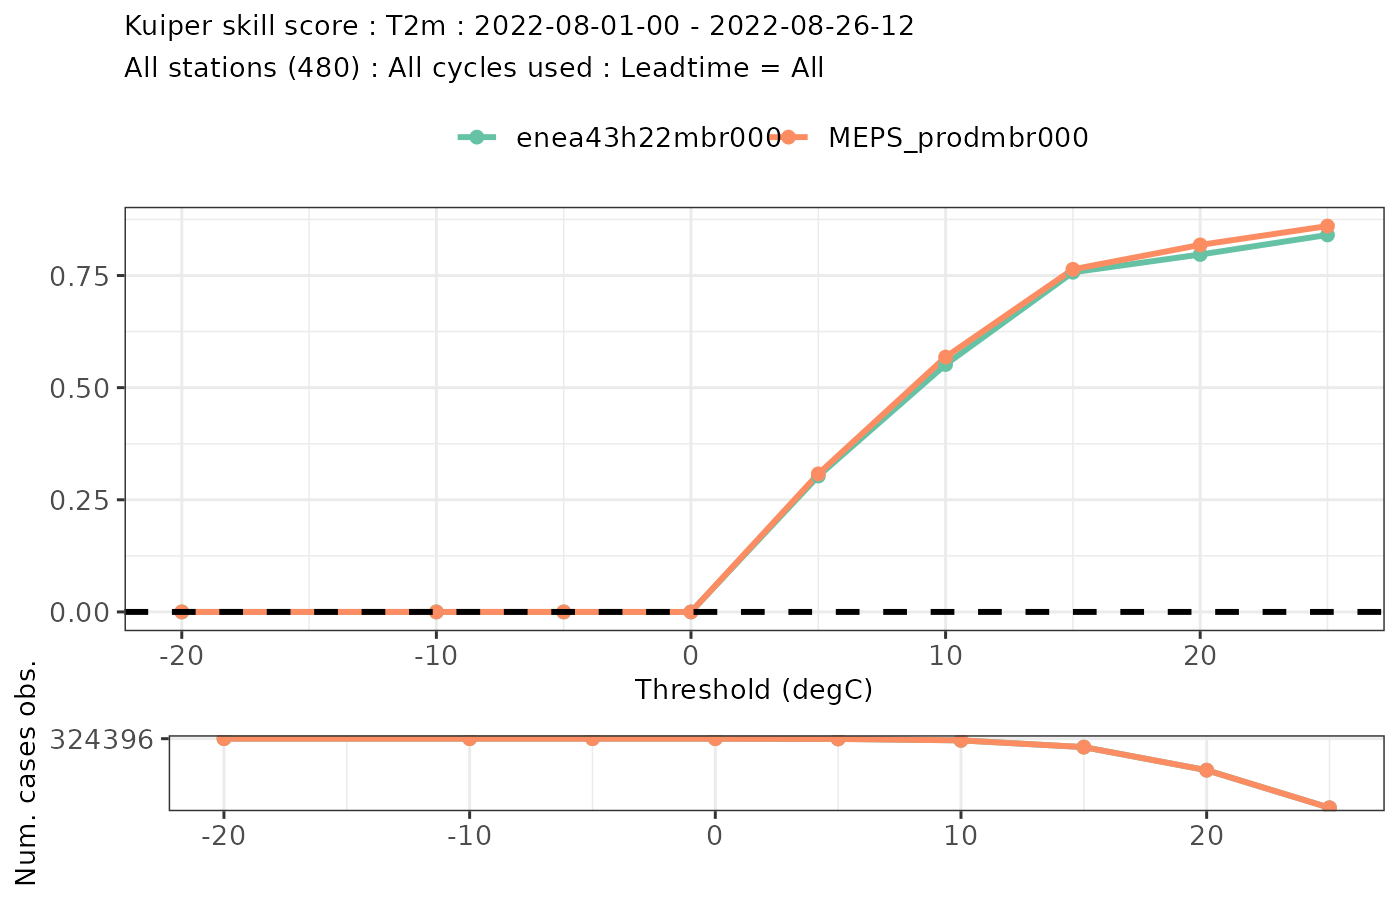 Kuiper skill score : T2m : 2022-08-01-00 - 2022-08-26-12
All stations (480) : All cycles used : Leadtime = All
enea43h22mbr000 MEPS_prodmbr000
0.75
0.50
0.25
0.00
-20 -10 0 10 20
Threshold (degC)
Num. cases obs.
324396
-20 -10 0 10 20